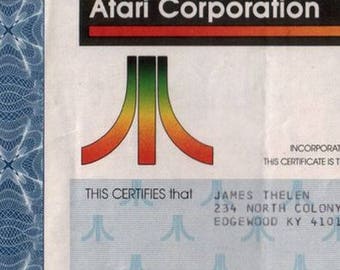 Atari Corporation
INCORPORAT
THIS CERTIFICATE IS T
THIS CERTIFIES that
JAMES THELEN
234 NORTH COLONY
EDGEWOOD KY 4101